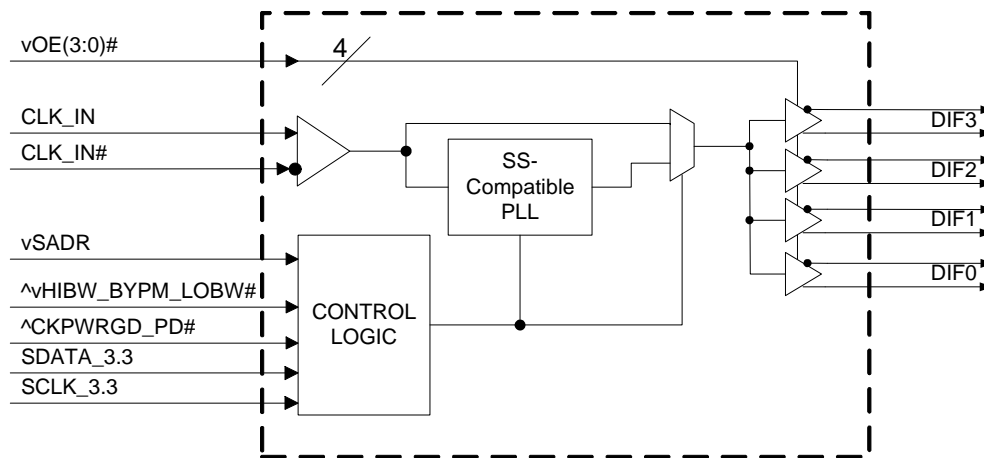 vOE(3:0)#
4
CLK_IN
CLK_IN#
DIF3
SS-
Compatible
PLL
DIF2
DIF1
vSADR
DIF0
^vHIBW_BYPM_LOBW#
CONTROL
LOGIC
^CKPWRGD_PD#
SDATA_3.3
SCLK_3.3